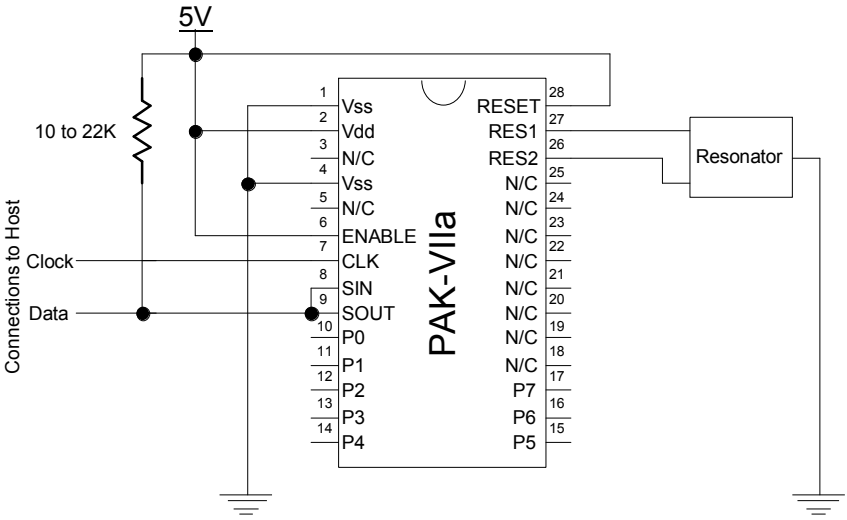 5V
10 to 22K
Connections to Host
Clock
Data
PAK-VIIa
1 Vss
2 Vdd
3 N/C
4 Vss
5 N/C
6 ENABLE
7 CLK
8 SIN
9 SOUT
10 P0
11 P1
12 P2
13 P3
14 P4
28 RESET
27 RES1
26 RES2
25 N/C
24 N/C
23 N/C
22 N/C
21 N/C
20 N/C
19 N/C
18 N/C
17 P7
16 P6
15 P5
Resonator